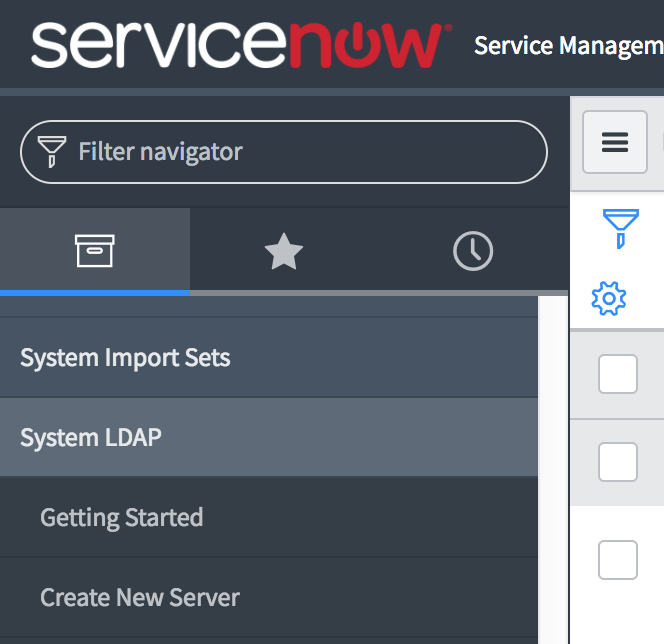 servicenow
Service Managem
Filter navigator
System Import Sets
System LDAP
Getting Started
Create New Server